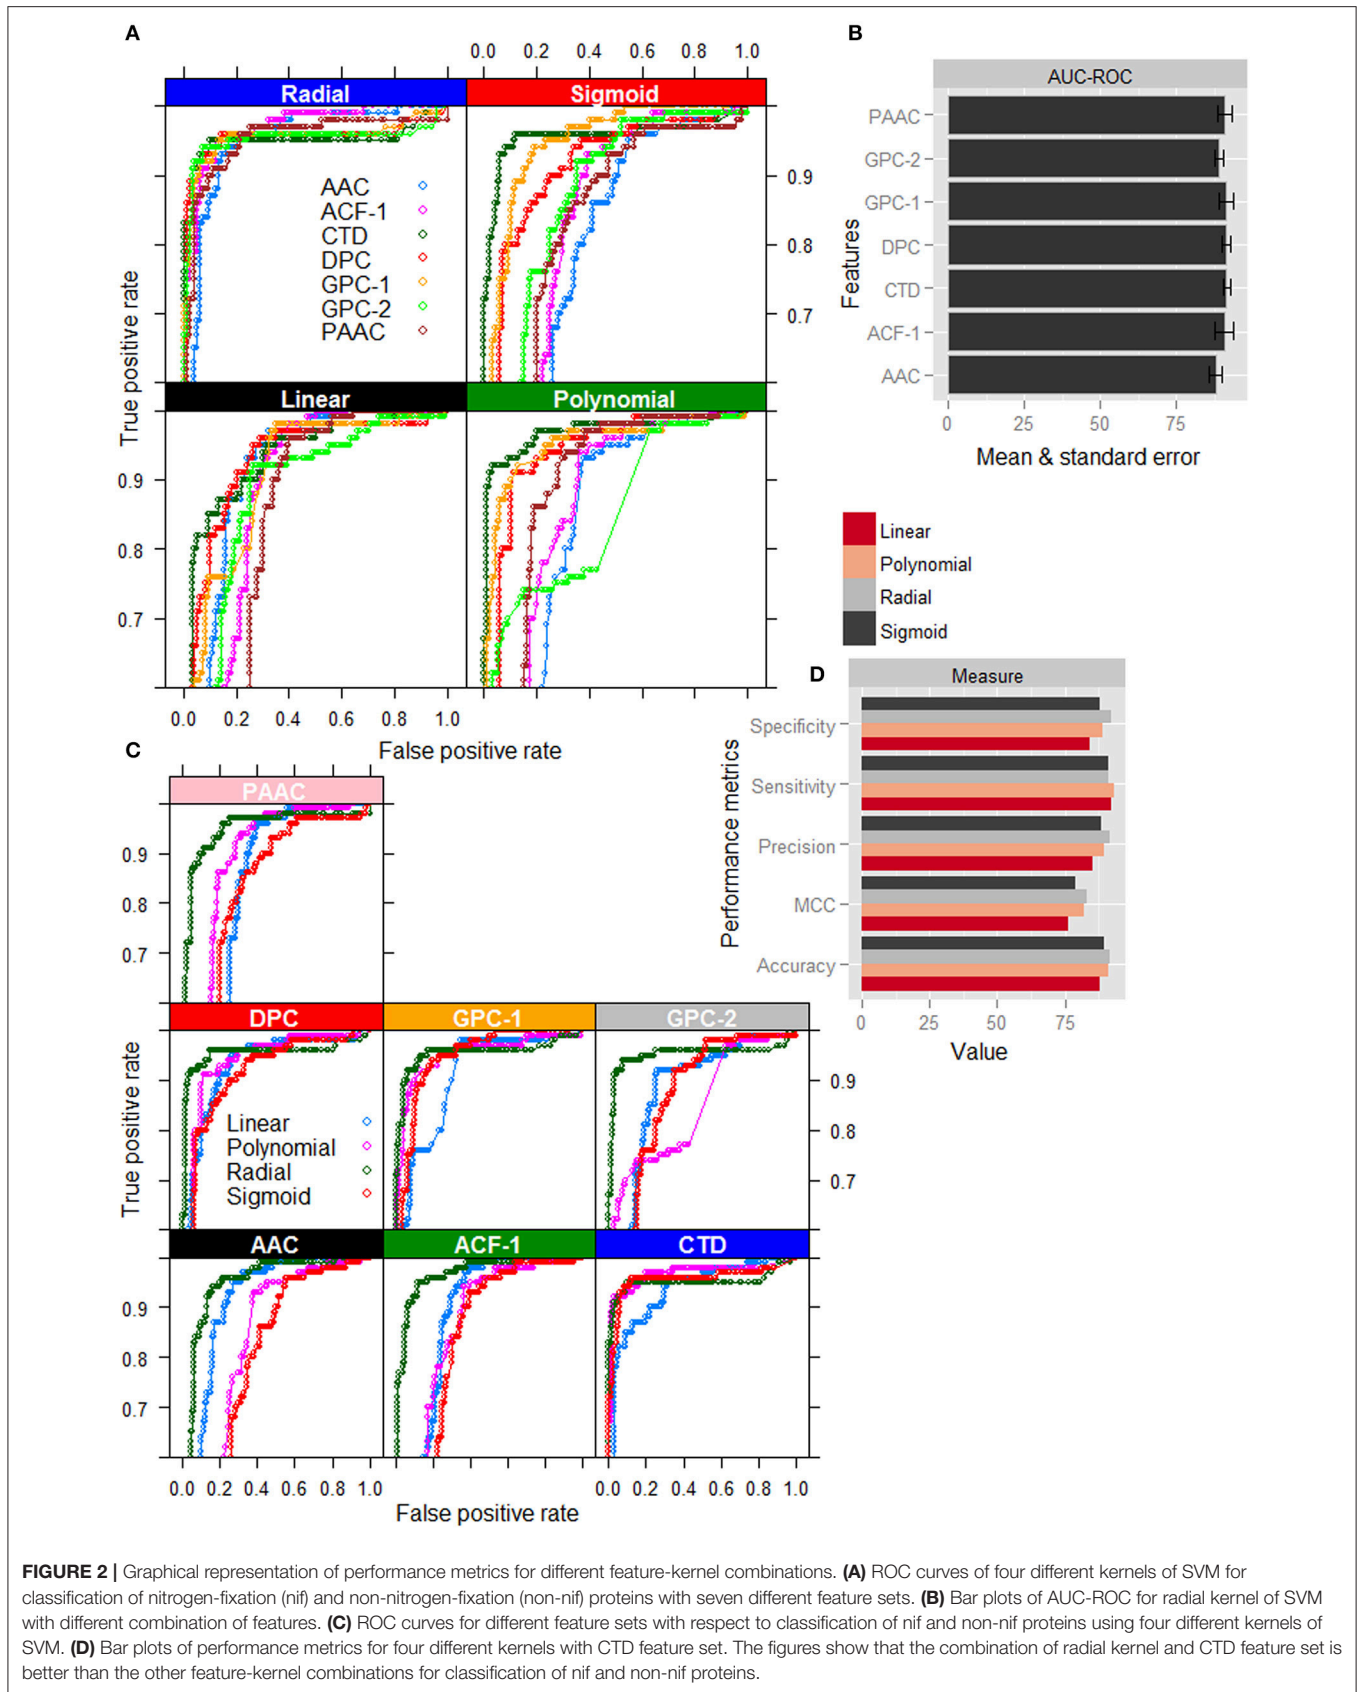 A
0.0 0.2 0.4 0.6 0.8 1.0
Radial
Sigmoid
AAC
ACF-1
CTD
DPC
GPC-1
GPC-2
PAAC
0.9
0.8
0.7
True positive rate
Linear
Polynomial
0.9
0.8
0.7
0.0 0.2 0.4 0.6 0.8 1.0
False positive rate
B
AUC-ROC
PAAC
GPC-2
GPC-1
DPC
CTD
ACF-1
AAC
Features
0 25 50 75
Mean & standard error
Linear
Polynomial
Radial
Sigmoid
C
PAAC
0.9
0.8
0.7
DPC
GPC-1
GPC-2
True positive rate
Linear
Polynomial
Radial
Sigmoid
0.9
0.8
0.7
AAC
ACF-1
CTD
0.9
0.8
0.7
0.0 0.2 0.4 0.6 0.8 1.0
0.0 0.2 0.4 0.6 0.8 1.0
False positive rate
D
Measure
Specificity
Sensitivity
Precision
MCC
Accuracy
Performance metrics
0 25 50 75
Value
FIGURE 2 | Graphical representation of performance metrics for different feature-kernel combinations. (A) ROC curves of four different kernels of SVM for
classification of nitrogen-fixation (nif) and non-nitrogen-fixation (non-nif) proteins with seven different feature sets. (B) Bar plots of AUC-ROC for radial kernel of SVM
with different combination of features. (C) ROC curves for different feature sets with respect to classification of nif and non-nif proteins using four different kernels of
SVM. (D) Bar plots of performance metrics for four different kernels with CTD feature set. The figures show that the combination of radial kernel and CTD feature set is
better than the other feature-kernel combinations for classification of nif and non-nif proteins.